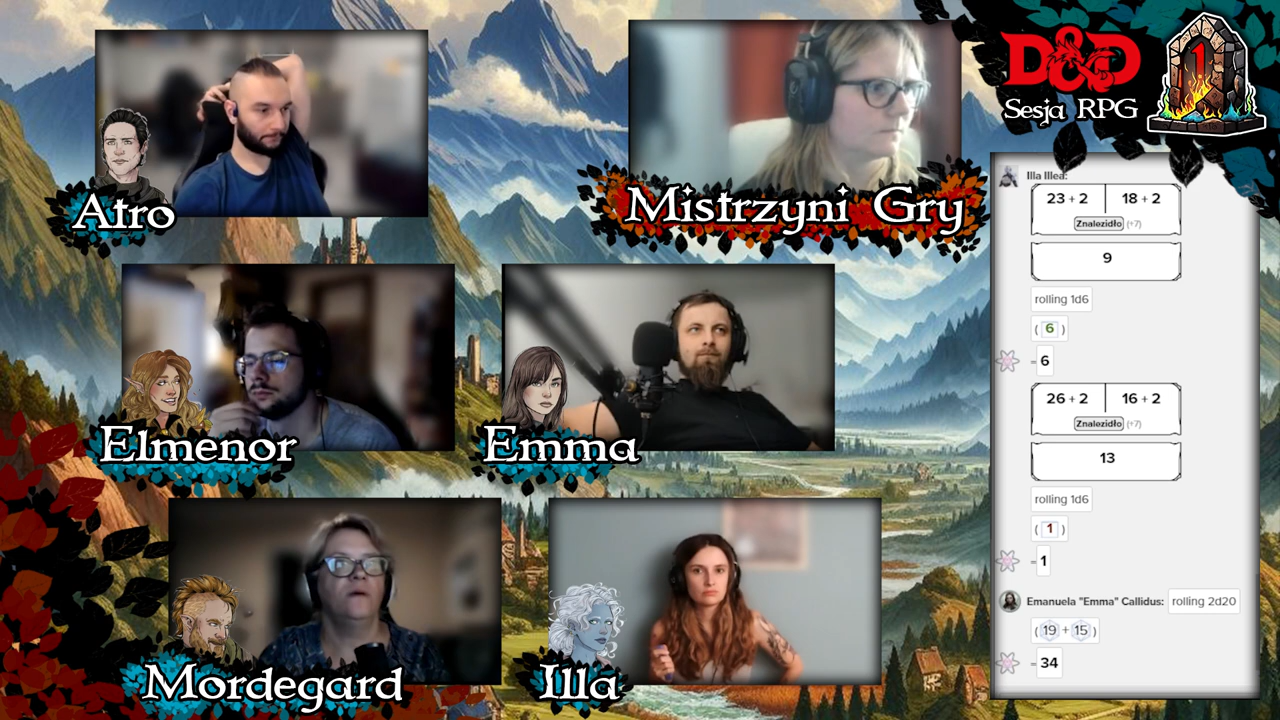 D&D
Sesja RPG
1
Atro
Mistrzyni Gry
Elmenor
Emma
Mordegard
Illa
Illa Illea:
23 + 2 18 + 2
Znalezidło (+7)
9
rolling 1d6
( 6 )
= 6
26 + 2 16 + 2
Znalezidło (+7)
13
rolling 1d6
( 1 )
= 1
Emanuela "Emma" Callidus: rolling 2d20
( 19 + 15 )
= 34